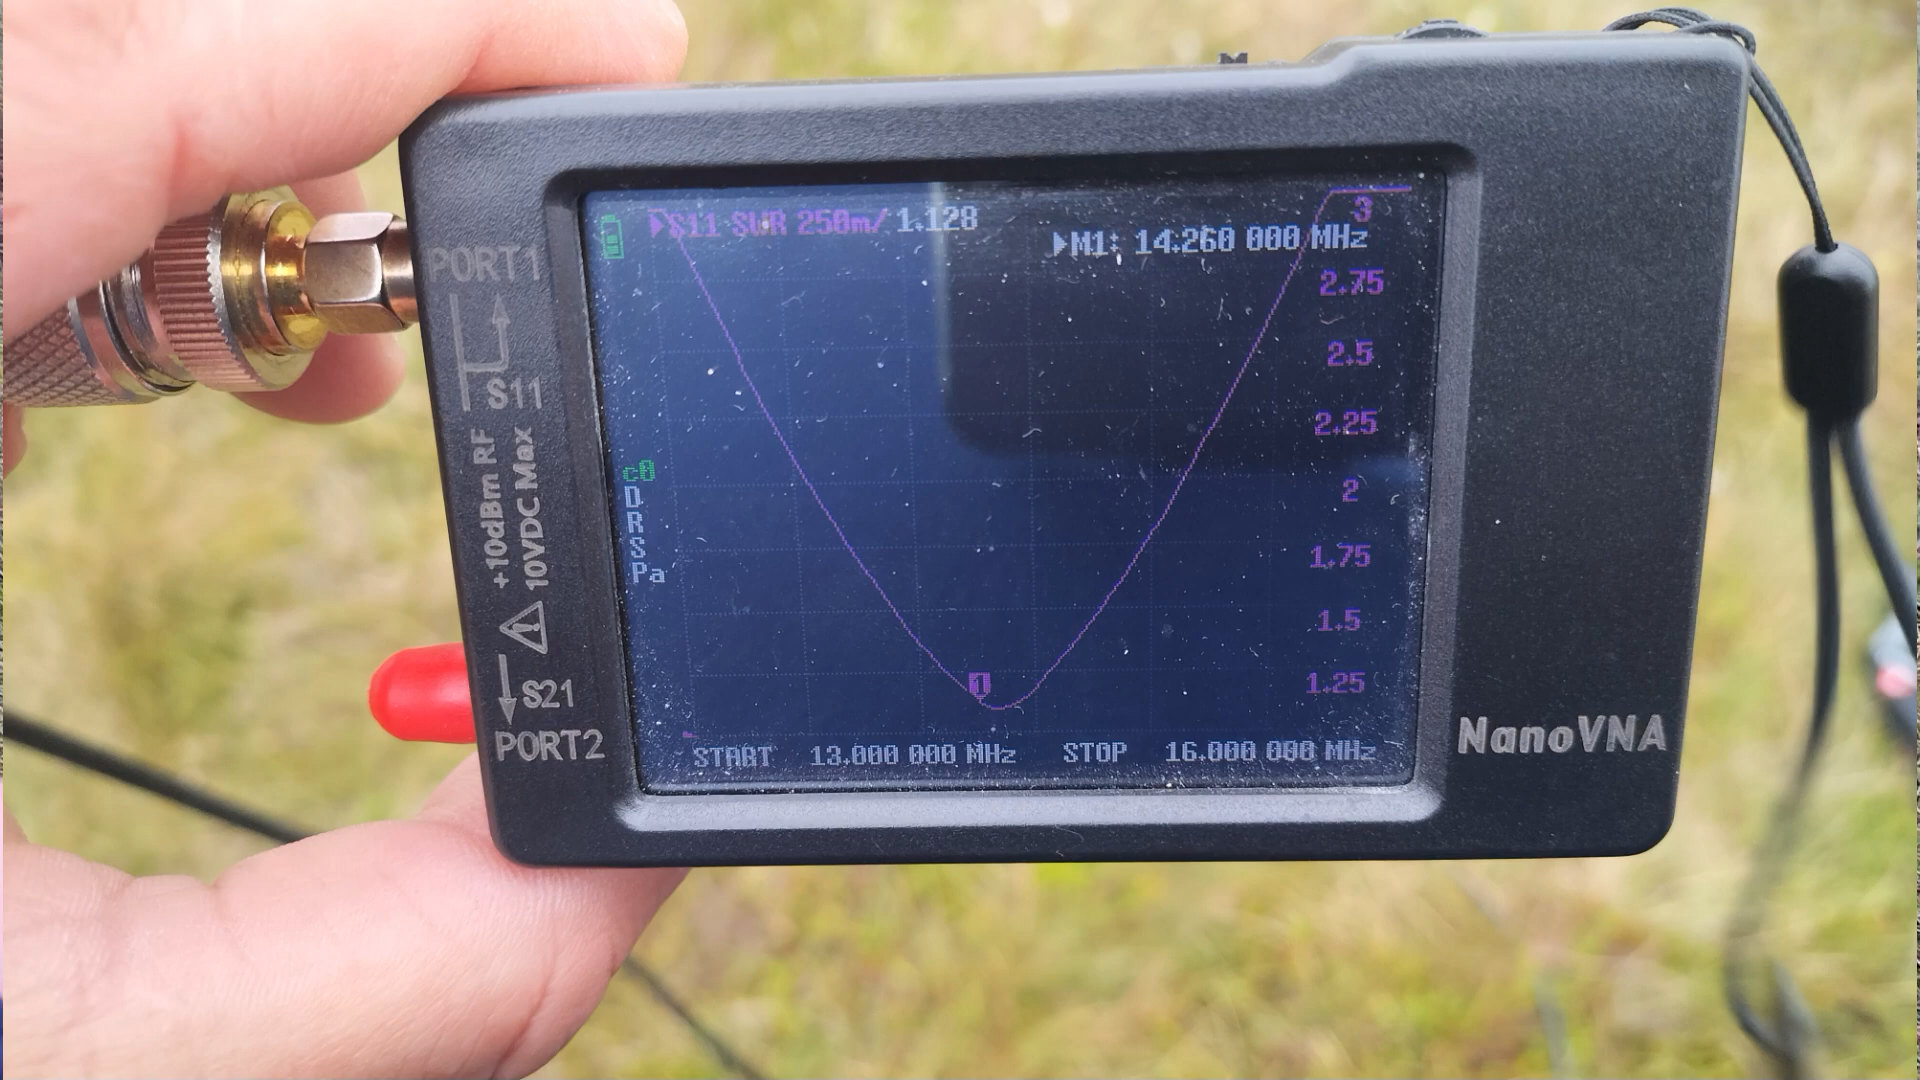 ▶S11 SWR 250m/ 1.128
▶M1: 14.260 000 MHz
3
2.75
2.5
2.25
2
1.75
1.5
1.25
c0
D
R
S
Pa
1
START 13.000 000 MHz STOP 16.000 000 MHz
PORT1
S11
+10dBm RF
10VDC Max
S21
PORT2
NanoVNA